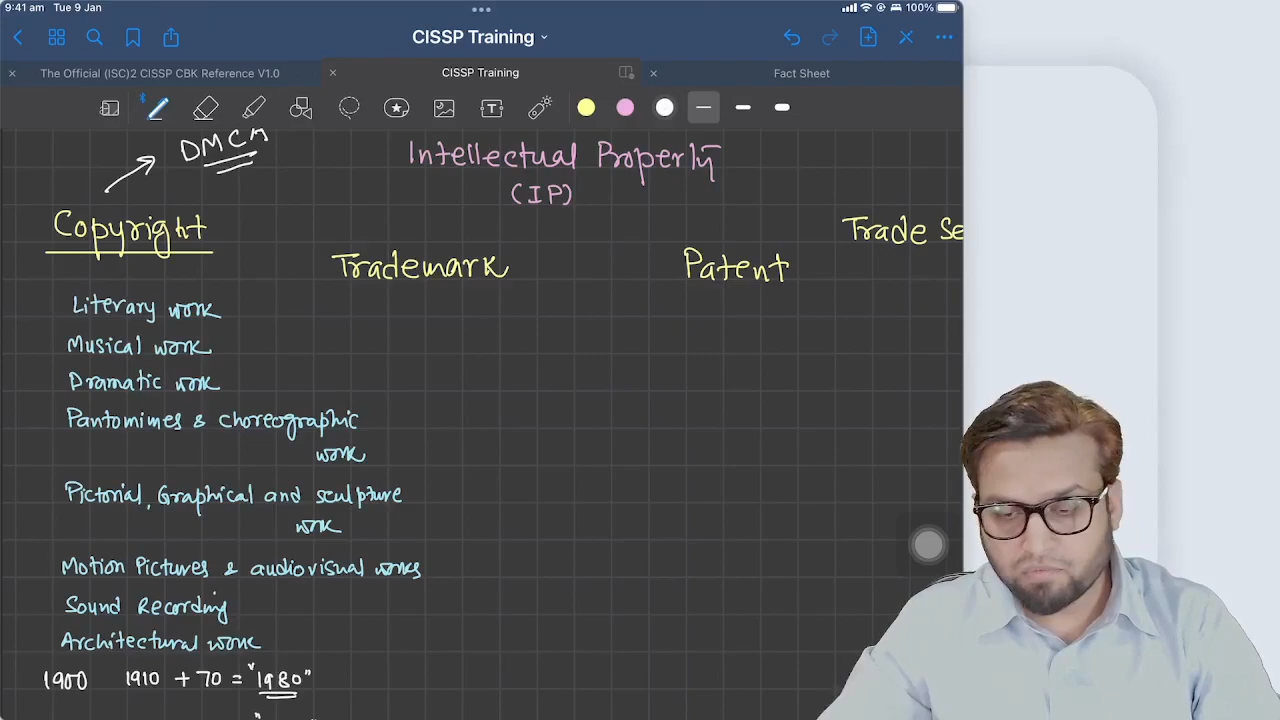 9:41 am Tue 9 Jan
100%
CISSP Training
The Official (ISC)2 CISSP CBK Reference V1.0
CISSP Training
Fact Sheet
DMCA
Intellectual Property
(IP)
Copyright
Trademark
Patent
Trade Se
Literary work
Musical work
Dramatic work
Pantomimes & choreographic
work
Pictorial, Graphical and sculpture
work
Motion Pictures & audiovisual works
Sound Recording
Architectural work
1900 1910 + 70 = "1980"